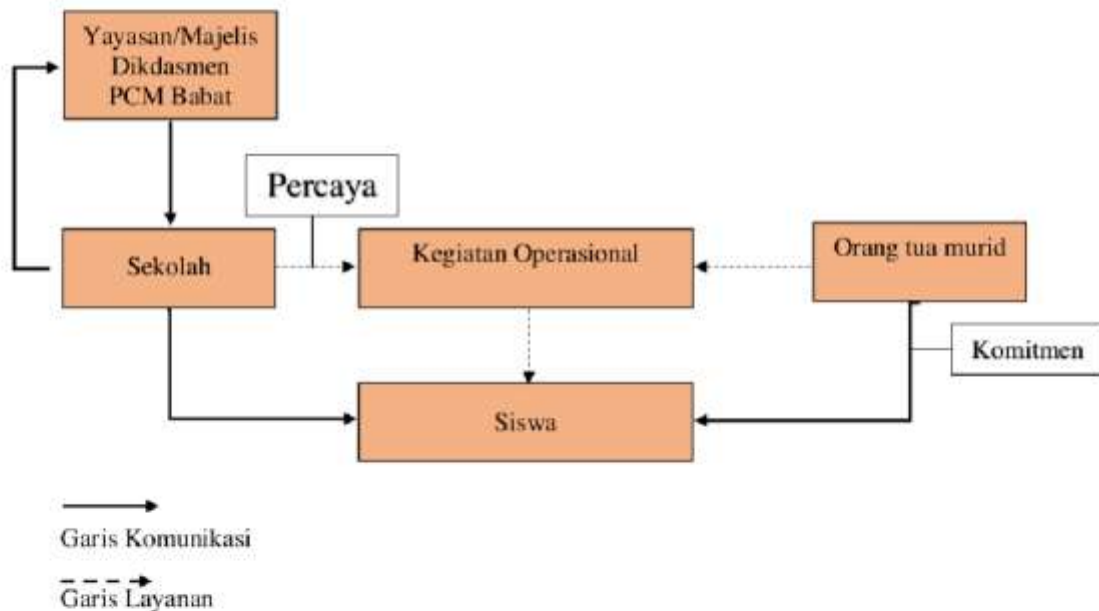 Yayasan/Majelis
Dikdasmen
PCM Babat
Percaya
Sekolah
Kegiatan Operasional
Orang tua murid
Komitmen
Siswa
Garis Komunikasi
Garis Layanan